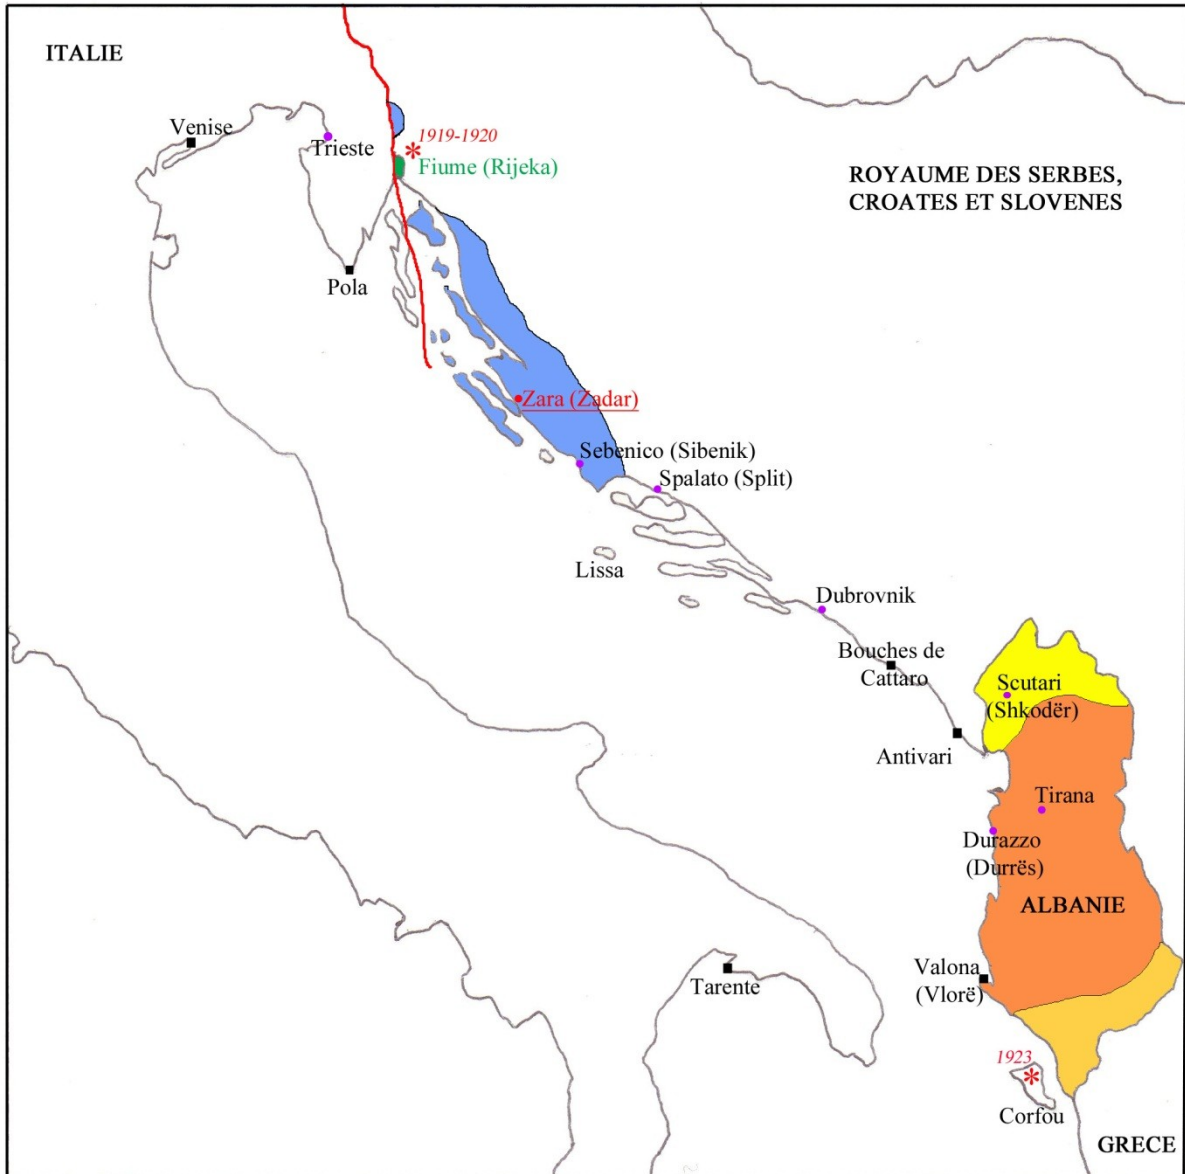 ITALIE
Venise
Trieste
1919-1920
Fiume (Rijeka)
ROYAUME DES SERBES,
CROATES ET SLOVENES
Pola
Zara (Zadar)
Sebenico (Sibenik)
Spalato (Split)
Lissa
Dubrovnik
Bouches de
Cattaro
Scutari
(Shkodër)
Antivari
Tirana
Durazzo
(Durrës)
ALBANIE
Valona
(Vlorë)
Tarente
1923
Corfou
GRECE